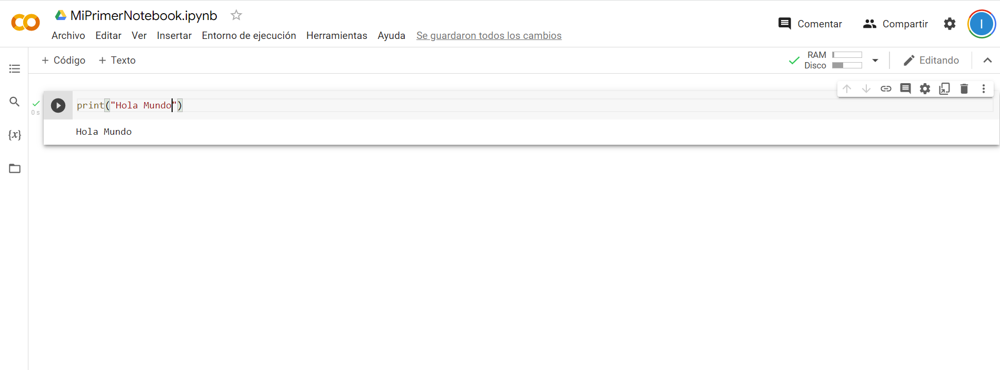 MiPrimerNotebook.ipynb
Archivo Editar Ver Insertar Entorno de ejecución Herramientas Ayuda Se guardaron todos los cambios
Comentar Compartir I
+ Código + Texto
RAM
Disco
Editando
0 s
print("Hola Mundo")
{x}
Hola Mundo